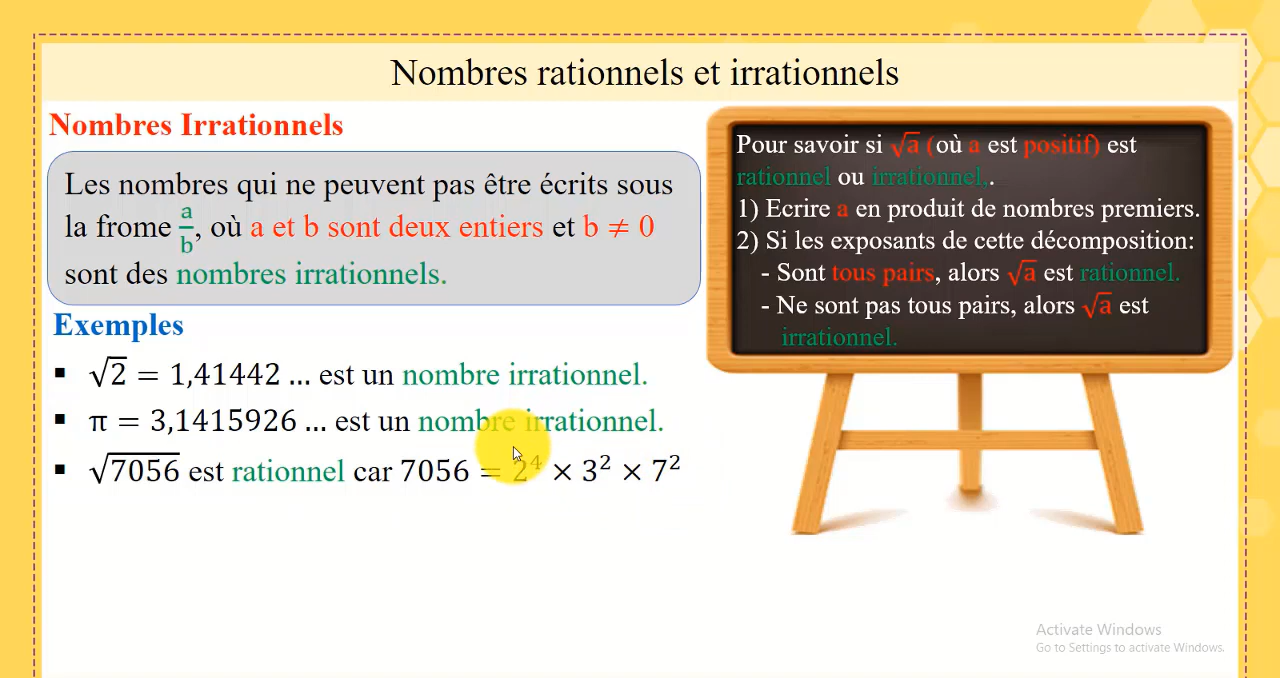 Nombres rationnels et irrationnels
Nombres Irrationnels
Les nombres qui ne peuvent pas être écrits sous
la frome a/b, où a et b sont deux entiers et b ≠ 0
sont des nombres irrationnels.
Exemples
▪ √2 = 1,41442 ... est un nombre irrationnel.
▪ π = 3,1415926 ... est un nombre irrationnel.
▪ √7056 est rationnel car 7056 = 2⁴ × 3² × 7²
Pour savoir si √a (où a est positif) est
rationnel ou irrationnel,.
1) Ecrire a en produit de nombres premiers.
2) Si les exposants de cette décomposition:
- Sont tous pairs, alors √a est rationnel.
- Ne sont pas tous pairs, alors √a est
irrationnel.
Activate Windows
Go to Settings to activate Windows.